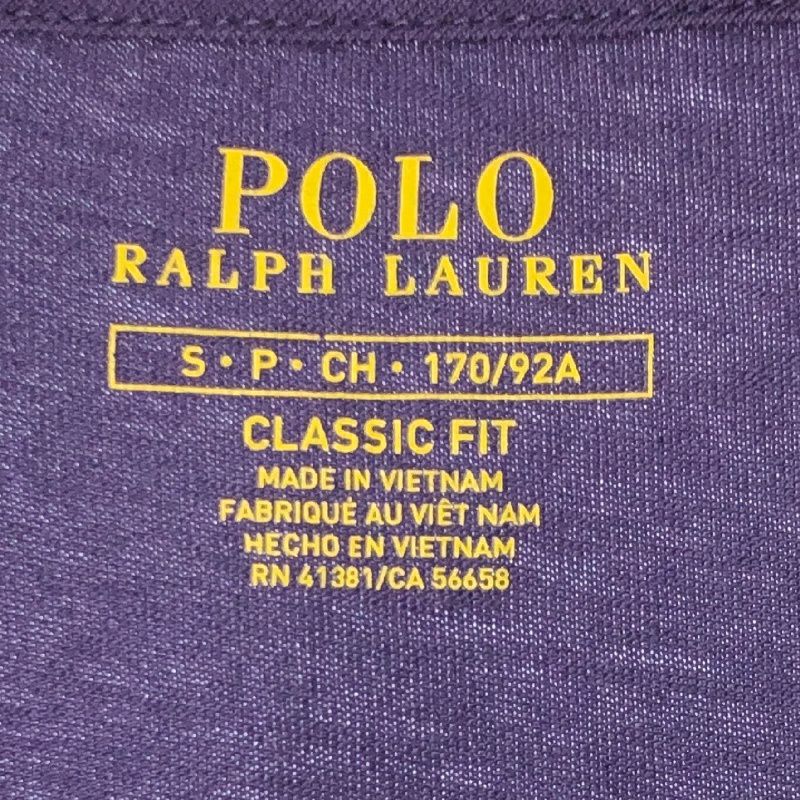 POLO
RALPH LAUREN
S • P • CH • 170/92A
CLASSIC FIT
MADE IN VIETNAM
FABRIQUÉ AU VIÊT NAM
HECHO EN VIETNAM
RN 41381/CA 56658